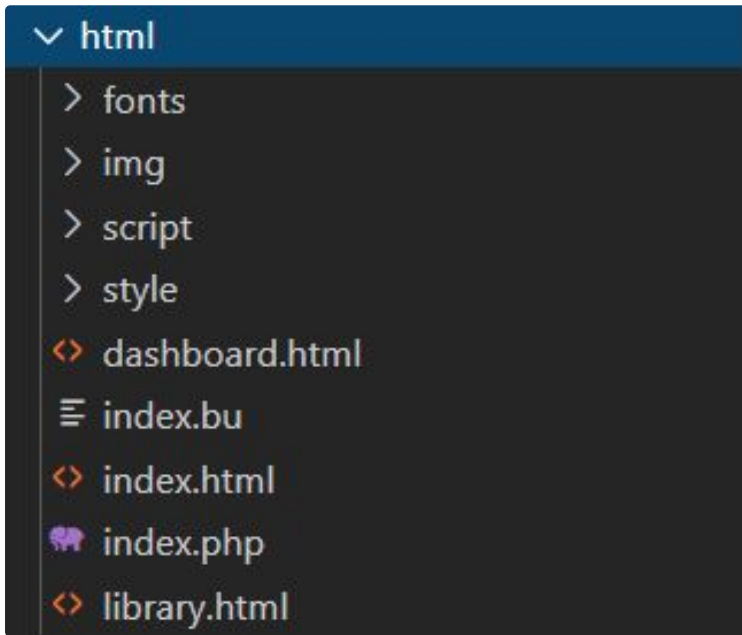 html
fonts
img
script
style
dashboard.html
index.bu
index.html
index.php
library.html